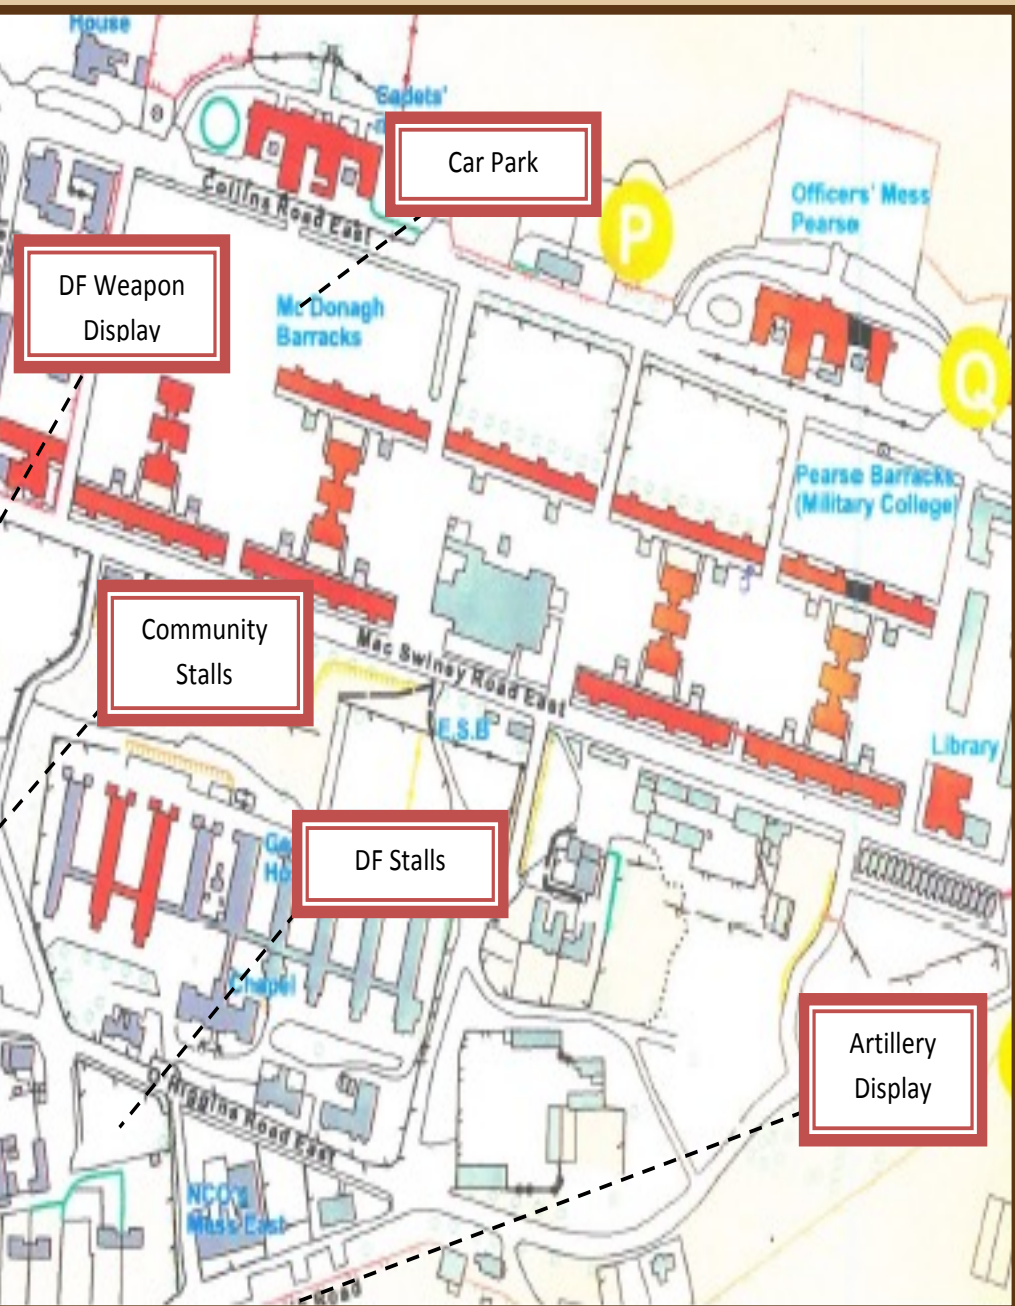 House
Cadets'
Car Park
Collins Road East
P
Officers' Mess
Pearse
DF Weapon
Display
Mc Donagh
Barracks
Q
Pearse Barracks
(Military College)
Community
Stalls
Mac Swiney Road East
E.S.B
Library
DF Stalls
Chapel
Artillery
Display
O Higgins Road East
NCO's
Mess East
Road